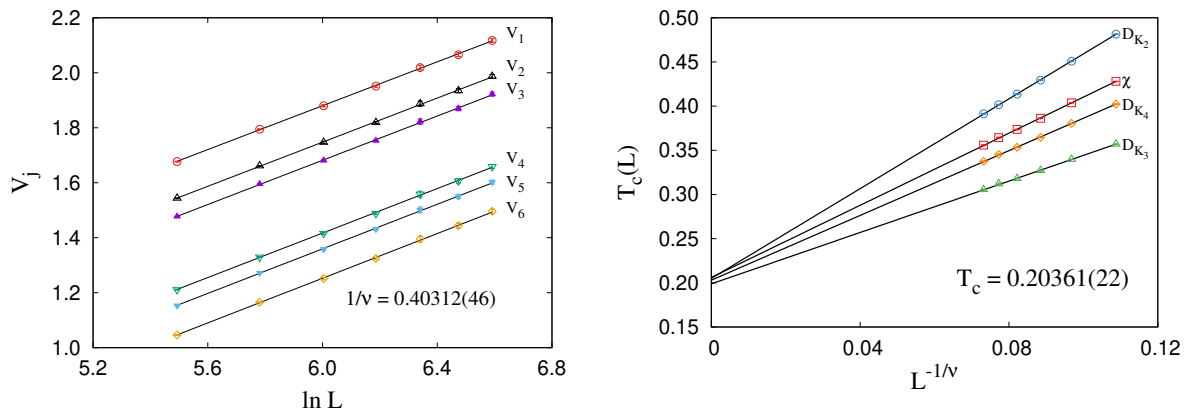 2.2
2.0
1.8
1.6
1.4
1.2
1.0
V_j
5.2
5.6
6.0
6.4
6.8
ln L
V_1
V_2
V_3
V_4
V_5
V_6
1/ν = 0.40312(46)
0.50
0.45
0.40
0.35
0.30
0.25
0.20
0.15
T_c(L)
0
0.04
0.08
0.12
L^{-1/ν}
D_{K_2}
χ
D_{K_4}
D_{K_3}
T_c = 0.20361(22)